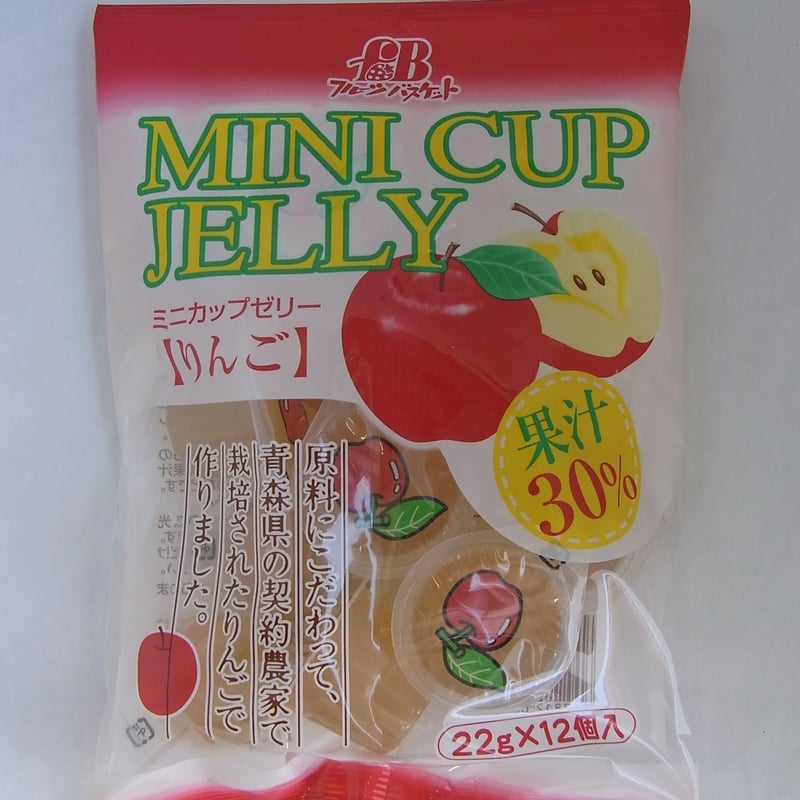 fB
フルーツバスケット
MINI CUP
JELLY
ミニカップゼリー
【りんご】
果汁
30%
原料にこだわって、
青森県の契約農家で
栽培されたりんごで
作りました。
22g×12個入